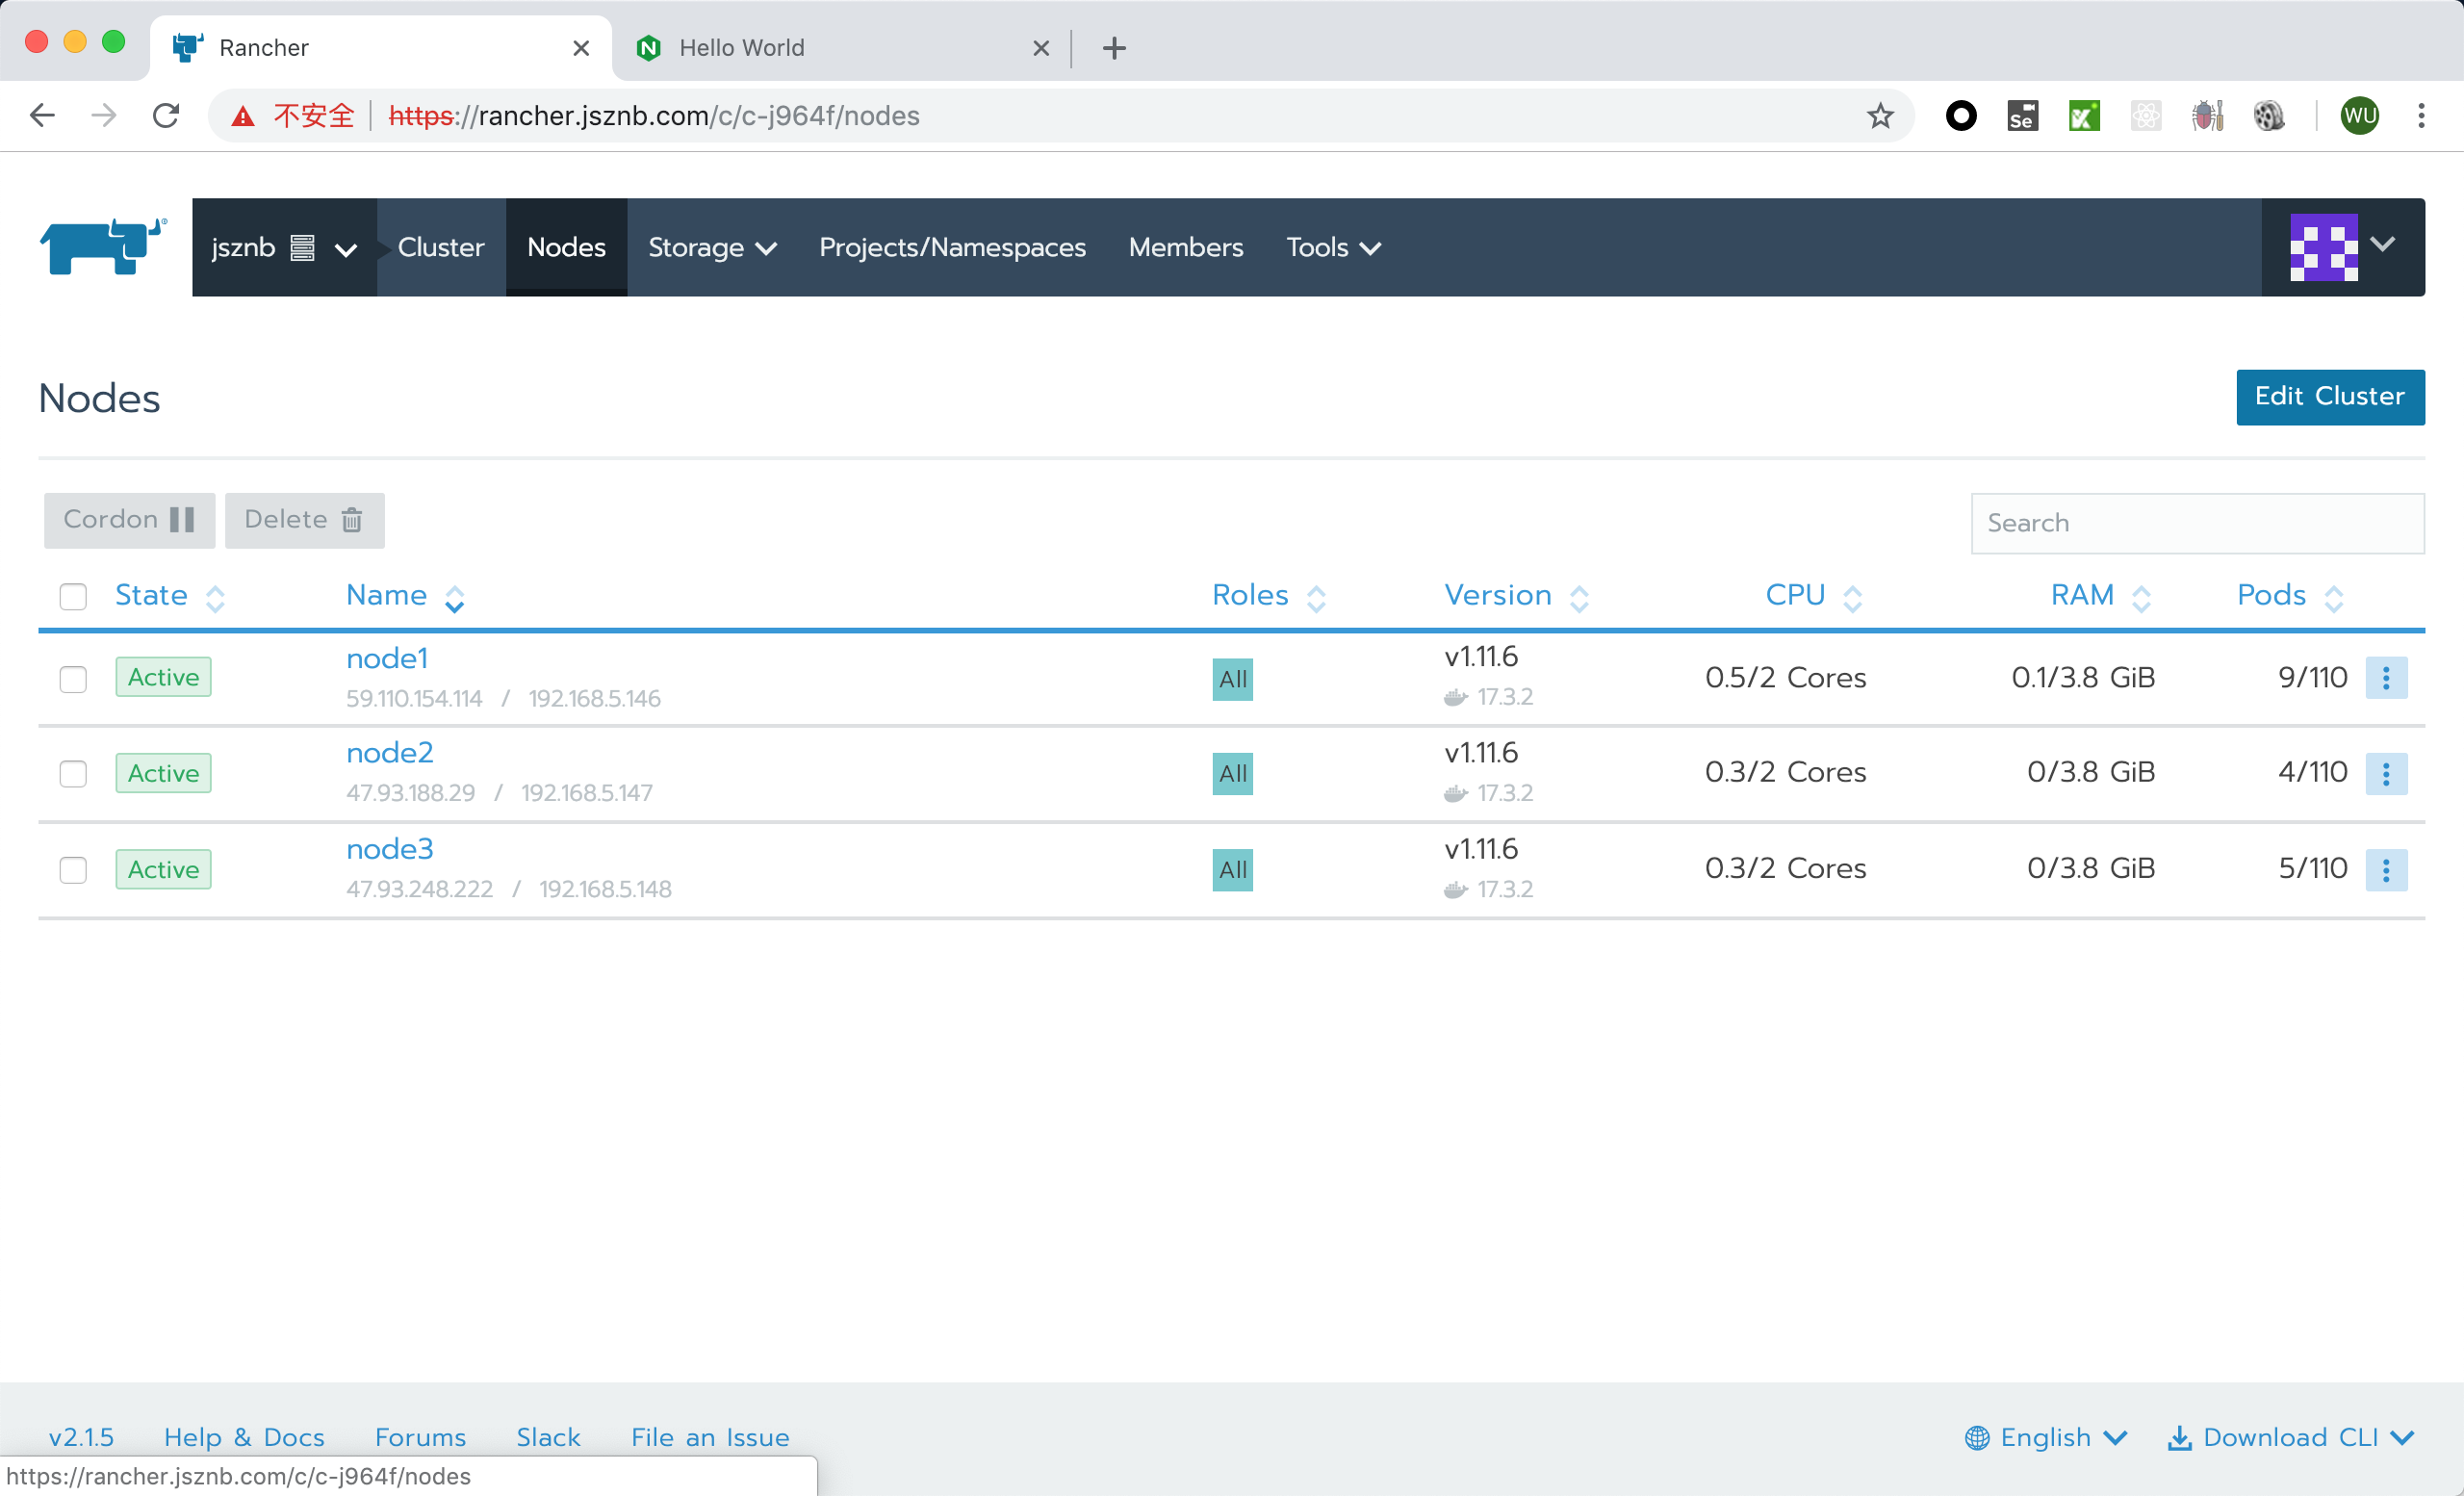 Rancher
Hello World
不安全 https://rancher.jsznb.com/c/c-j964f/nodes
Se
WU
jsznb Cluster Nodes Storage Projects/Namespaces Members Tools
Nodes
Edit Cluster
Cordon Delete Search
State Name Roles Version CPU RAM Pods
Active node1 59.110.154.114 / 192.168.5.146 All v1.11.6 17.3.2 0.5/2 Cores 0.1/3.8 GiB 9/110
Active node2 47.93.188.29 / 192.168.5.147 All v1.11.6 17.3.2 0.3/2 Cores 0/3.8 GiB 4/110
Active node3 47.93.248.222 / 192.168.5.148 All v1.11.6 17.3.2 0.3/2 Cores 0/3.8 GiB 5/110
v2.1.5 Help & Docs Forums Slack File an Issue English Download CLI
https://rancher.jsznb.com/c/c-j964f/nodes